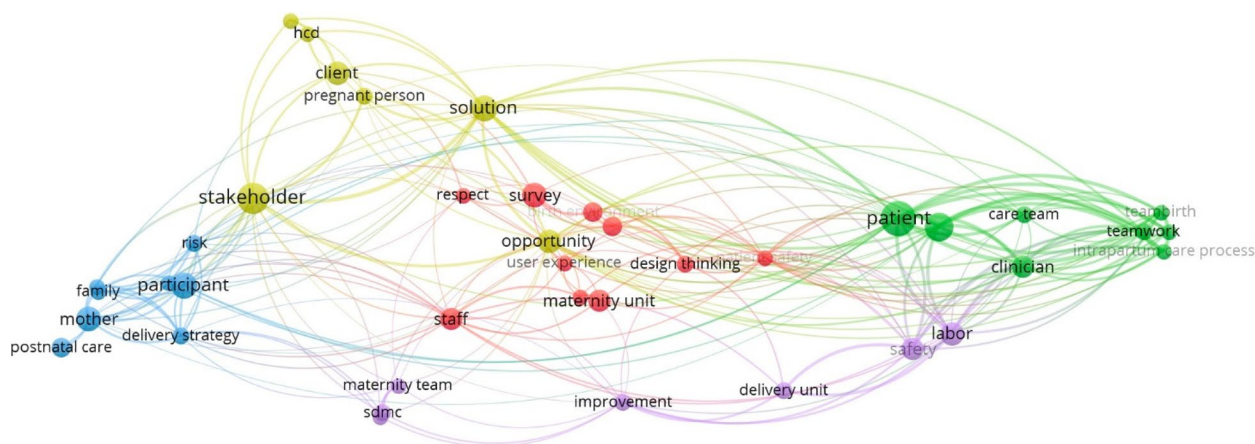 hcd
client
pregnant person
solution
stakeholder
respect
survey
birth environment
patient
care team
teambirth
teamwork
opportunity
risk
intrapartum care process
user experience
design thinking
clinician
participant
family
maternity unit
mother
staff
delivery strategy
labor
postnatal care
safety
maternity team
delivery unit
improvement
sdmc